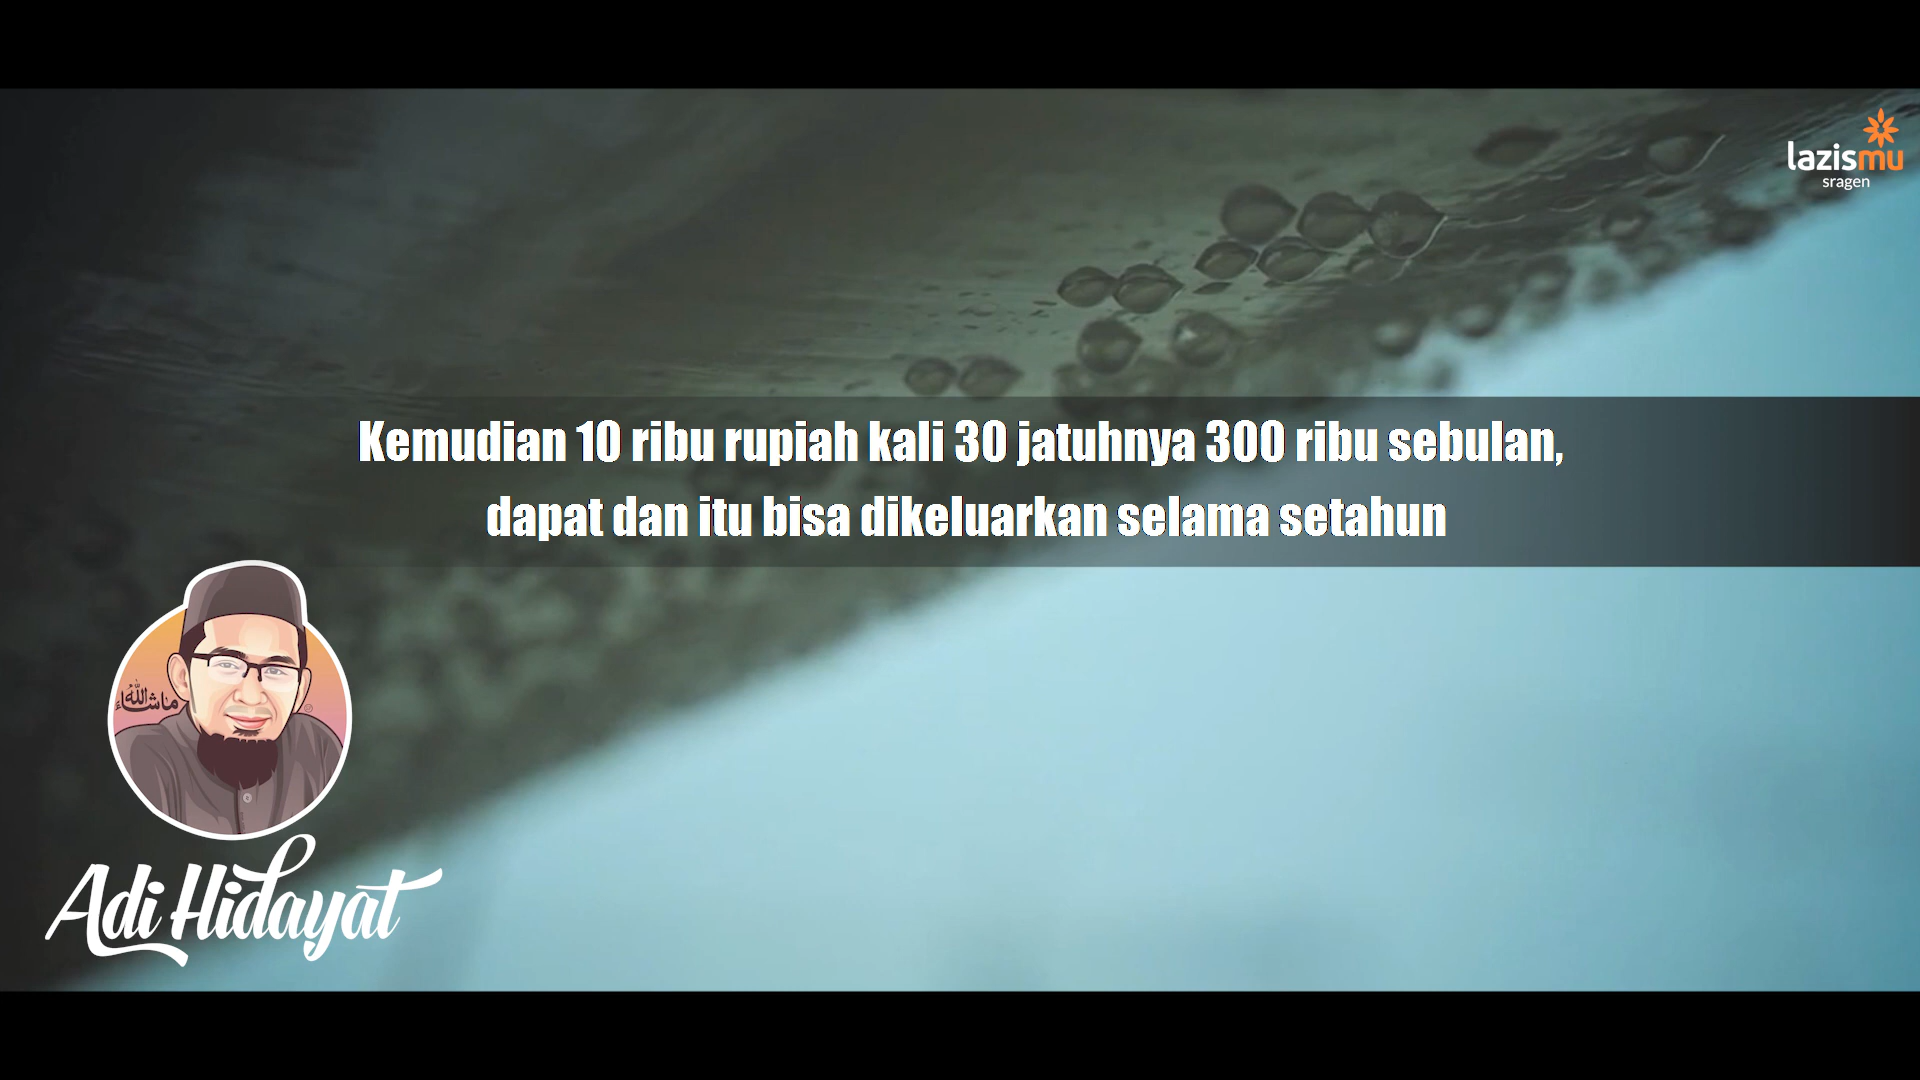 lazismu
sragen
Kemudian 10 ribu rupiah kali 30 jatuhnya 300 ribu sebulan,
dapat dan itu bisa dikeluarkan selama setahun
ماشاءالله
Adi Hidayat